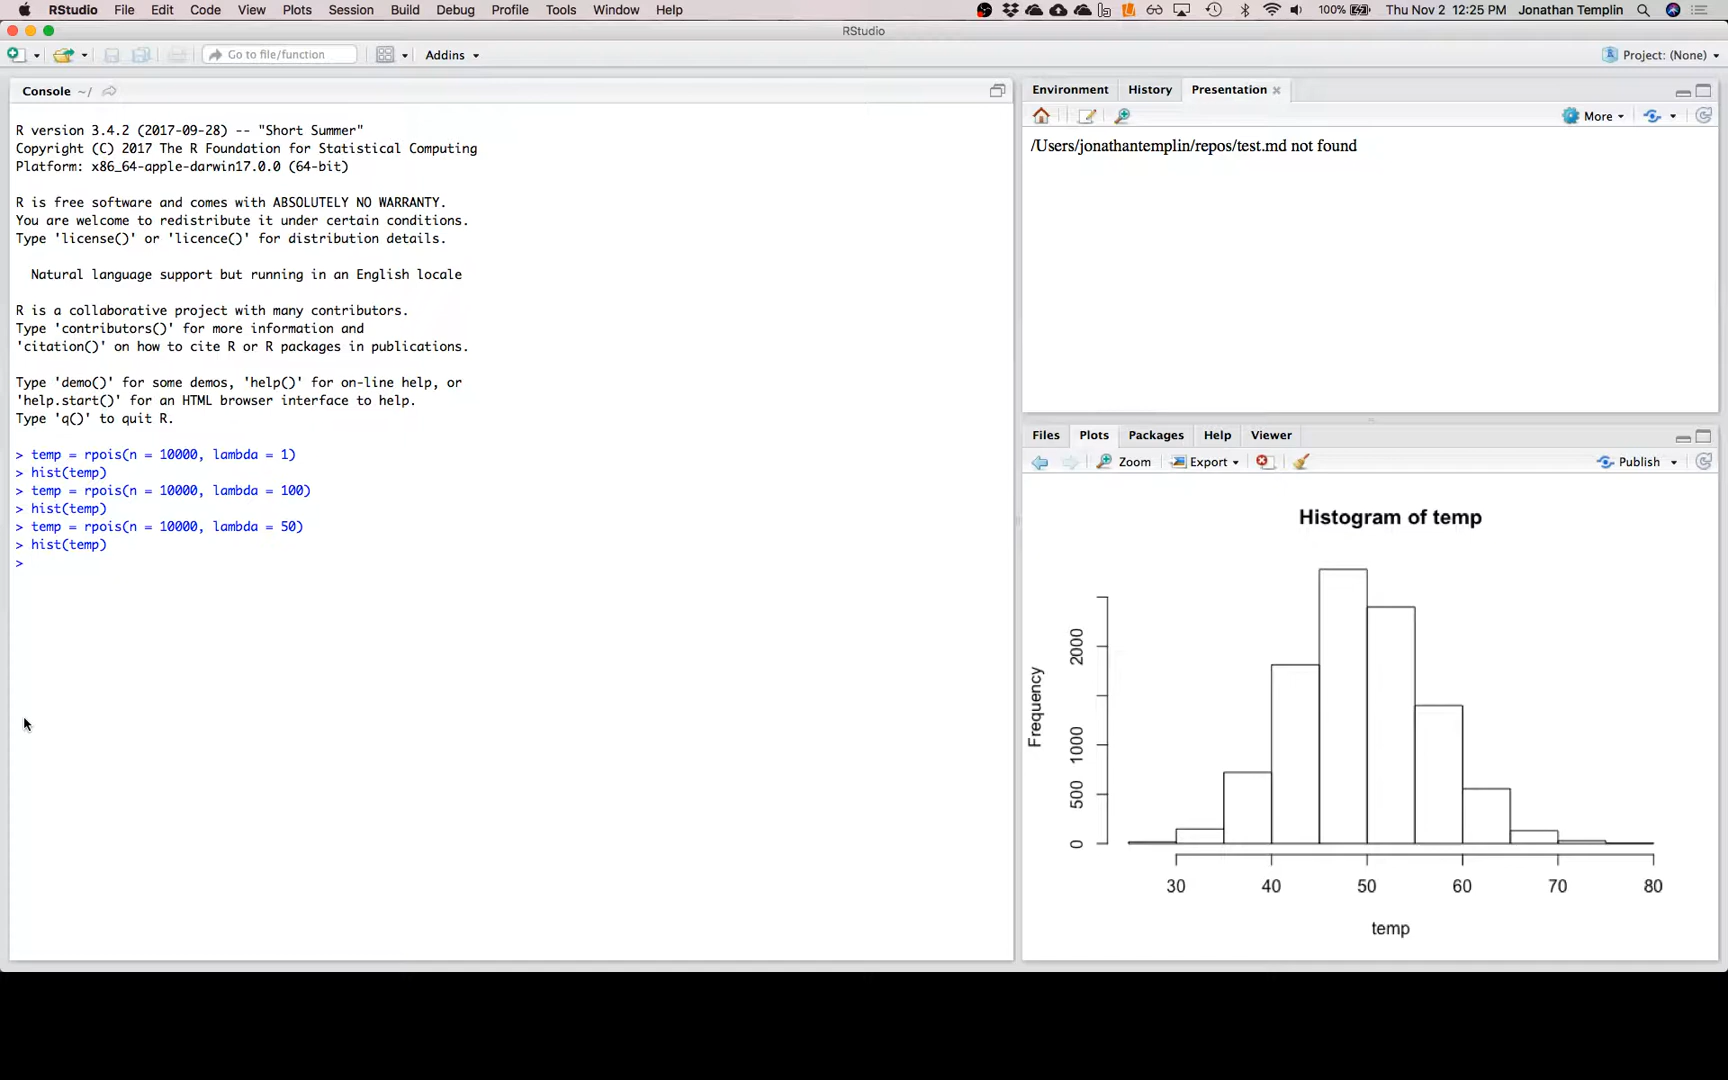 RStudio File Edit Code View Plots Session Build Debug Profile Tools Window Help 100% Thu Nov 2 12:25 PM Jonathan Templin
RStudio
Go to file/function Addins Project: (None)
Console ~/
R version 3.4.2 (2017-09-28) -- "Short Summer"
Copyright (C) 2017 The R Foundation for Statistical Computing
Platform: x86_64-apple-darwin17.0.0 (64-bit)
R is free software and comes with ABSOLUTELY NO WARRANTY.
You are welcome to redistribute it under certain conditions.
Type 'license()' or 'licence()' for distribution details.
Natural language support but running in an English locale
R is a collaborative project with many contributors.
Type 'contributors()' for more information and
'citation()' on how to cite R or R packages in publications.
Type 'demo()' for some demos, 'help()' for on-line help, or
'help.start()' for an HTML browser interface to help.
Type 'q()' to quit R.
> temp = rpois(n = 10000, lambda = 1)
> hist(temp)
> temp = rpois(n = 10000, lambda = 100)
> hist(temp)
> temp = rpois(n = 10000, lambda = 50)
> hist(temp)
>
Environment History Presentation
More
/Users/jonathantemplin/repos/test.md not found
Files Plots Packages Help Viewer
Zoom Export Publish
Histogram of temp
Frequency
2000
1000
500
0
30 40 50 60 70 80
temp